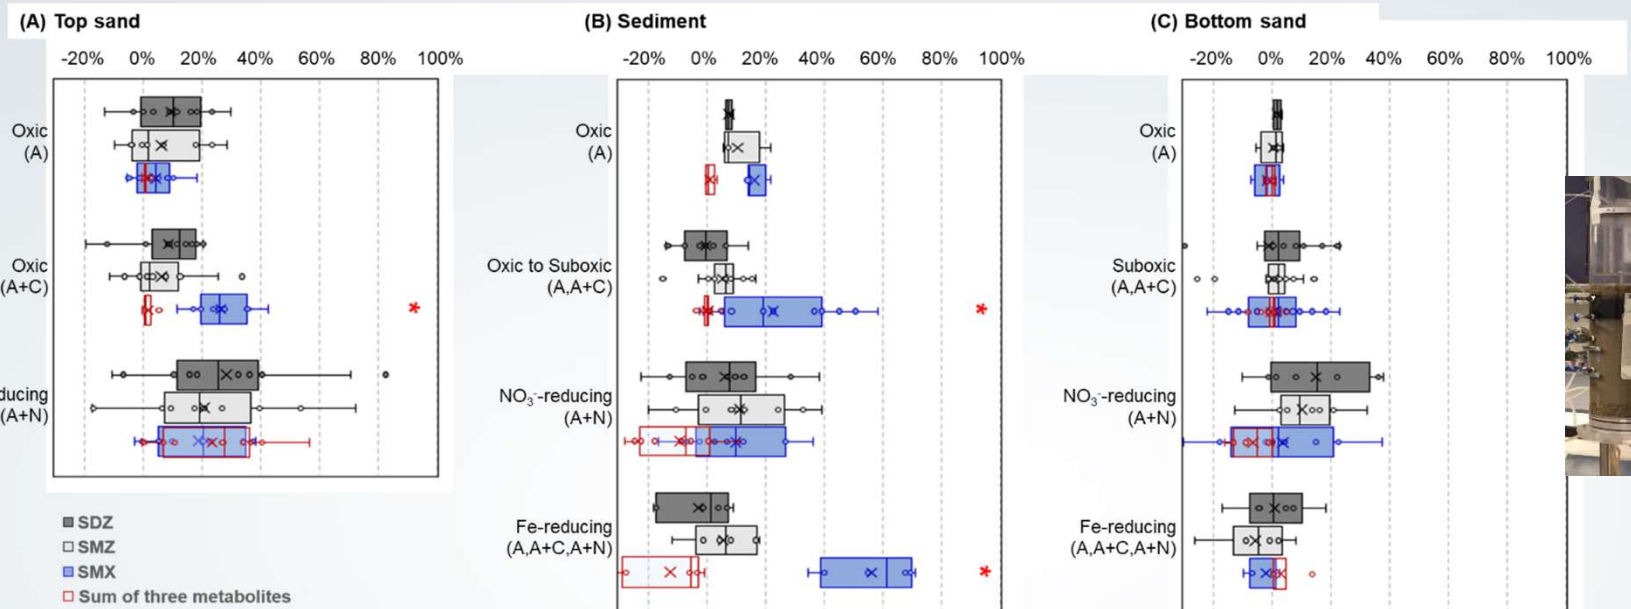 (A) Top sand
(B) Sediment
(C) Bottom sand
-20% 0% 20% 40% 60% 80% 100%
-20% 0% 20% 40% 60% 80% 100%
-20% 0% 20% 40% 60% 80% 100%
Oxic
(A)
Oxic
(A+C)
ducing
(A+N)
Oxic
(A)
Oxic to Suboxic
(A,A+C)
NO₃⁻-reducing
(A+N)
Fe-reducing
(A,A+C,A+N)
Oxic
(A)
Suboxic
(A,A+C)
NO₃⁻-reducing
(A+N)
Fe-reducing
(A,A+C,A+N)
*
*
*
SDZ
SMZ
SMX
Sum of three metabolites